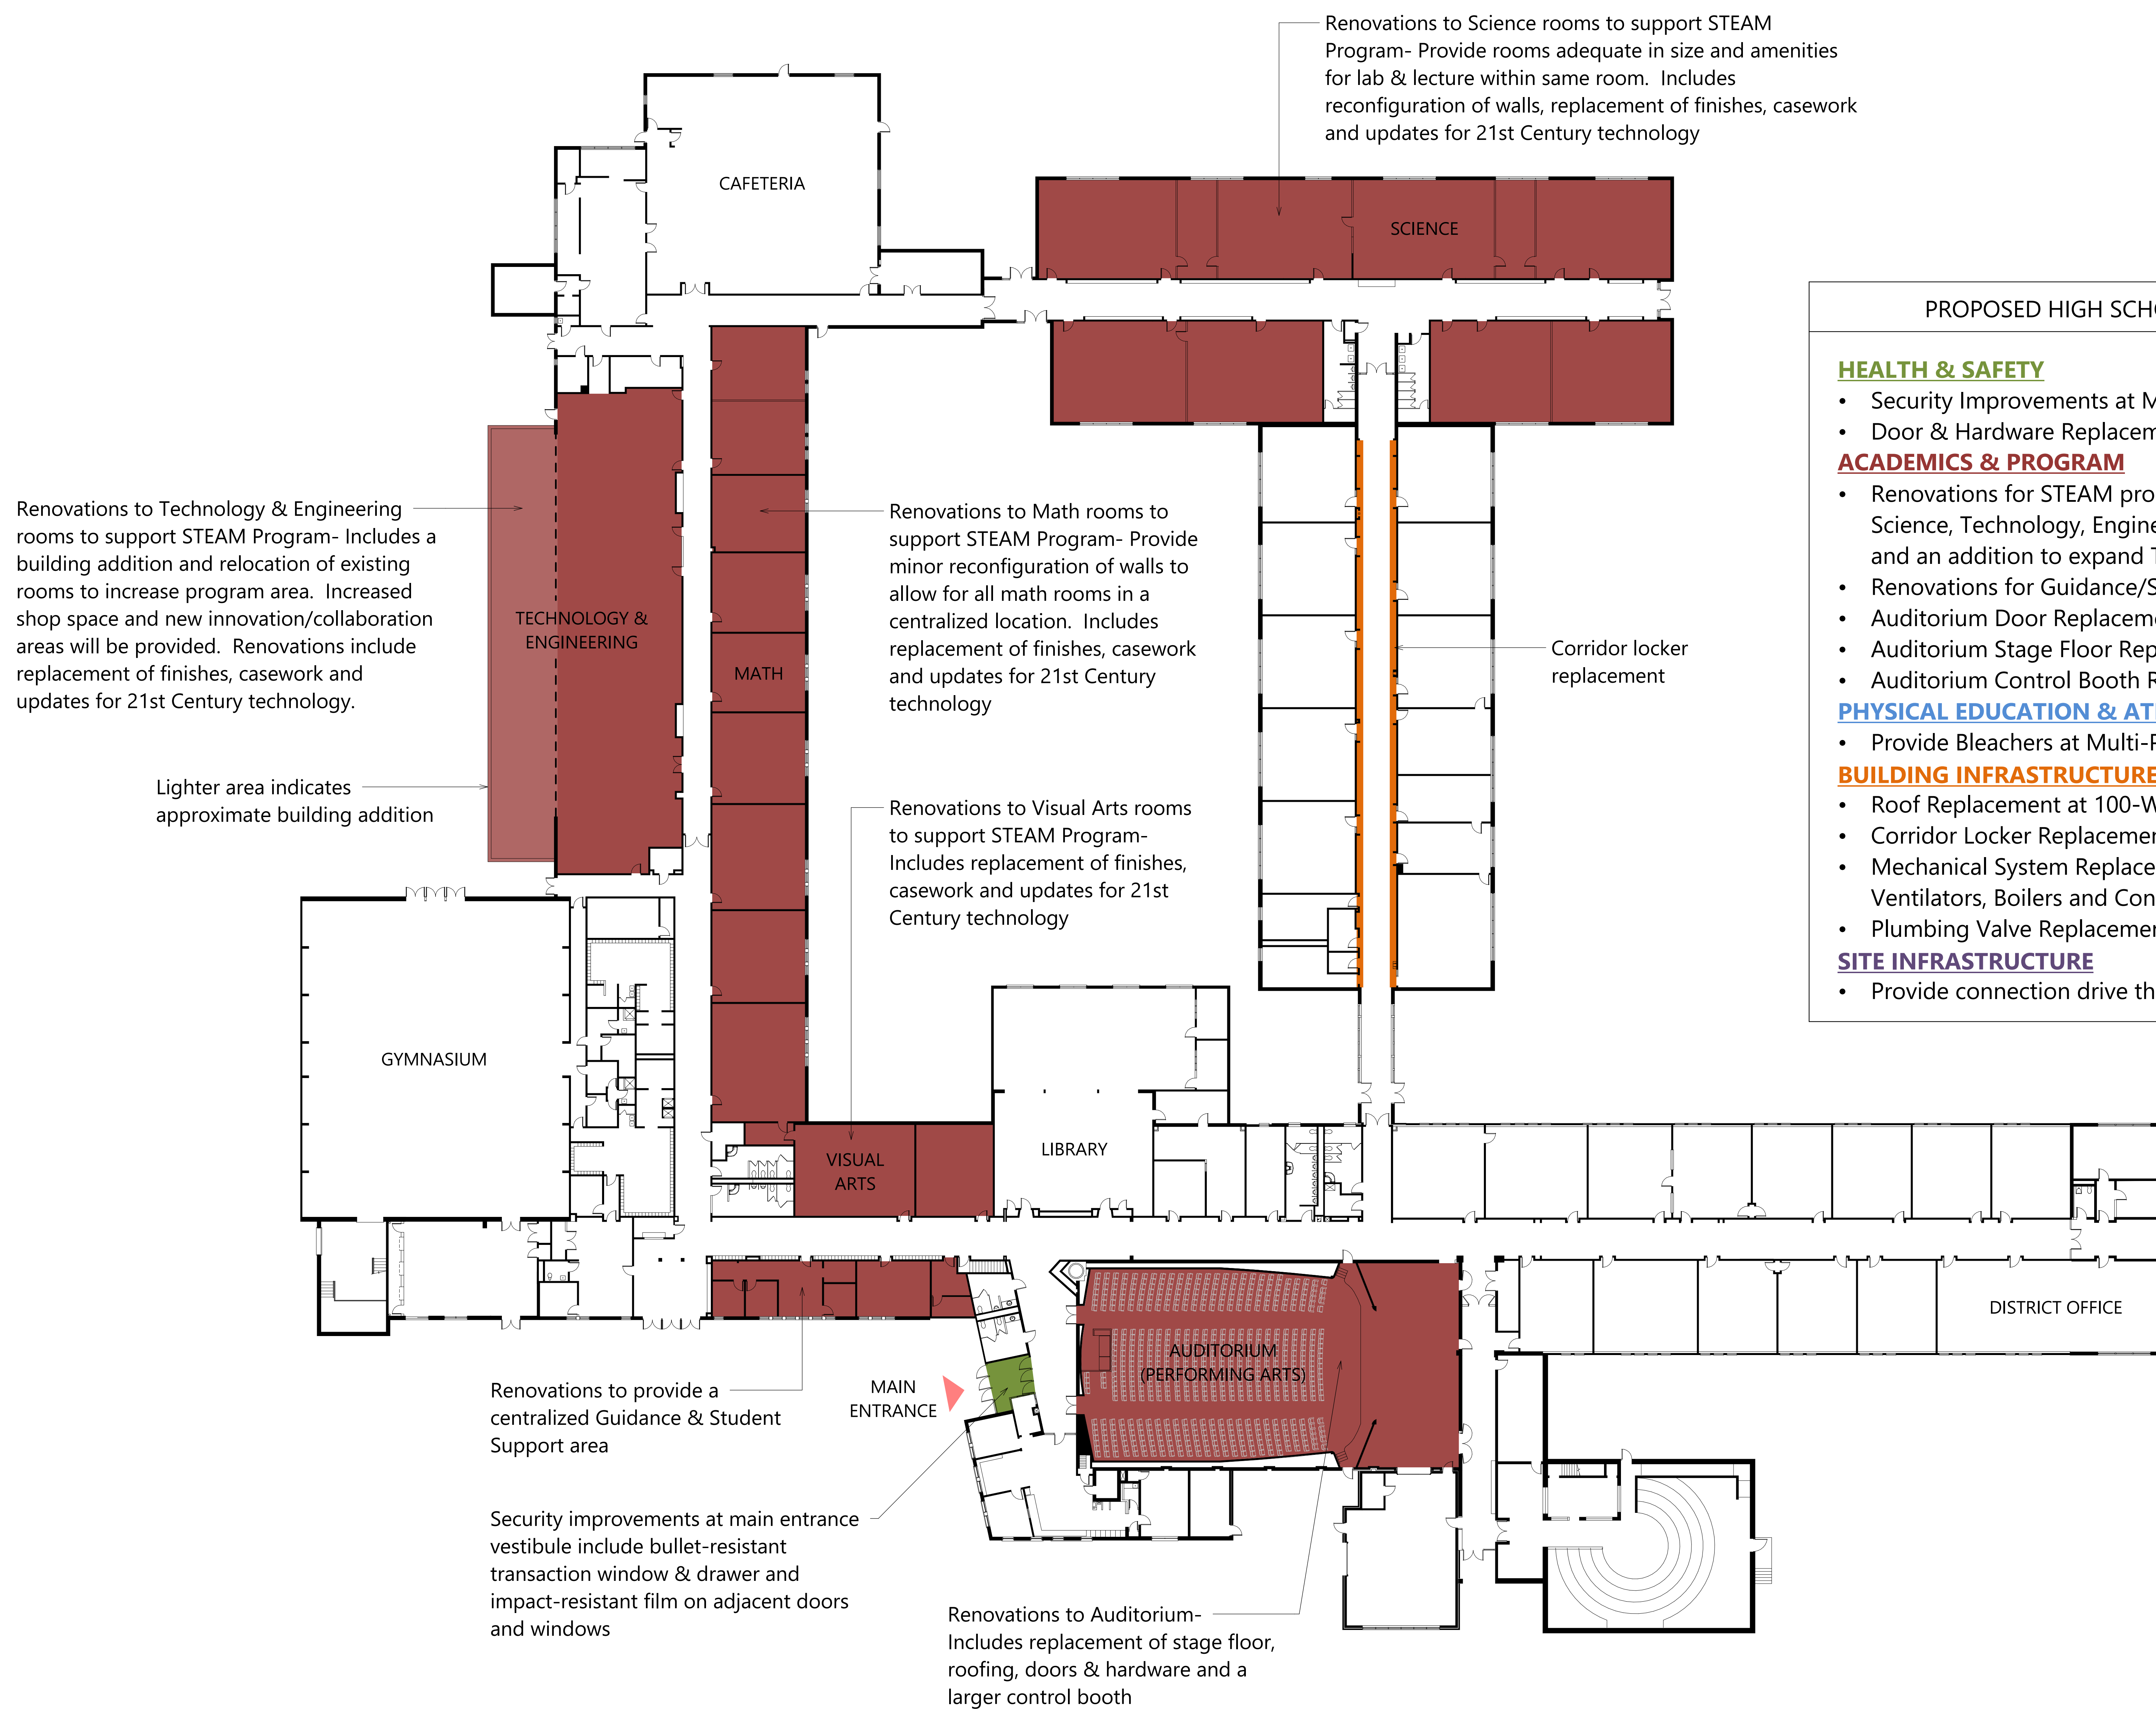 Renovations to Science rooms to support STEAM
Program- Provide rooms adequate in size and amenities
for lab & lecture within same room.  Includes
reconfiguration of walls, replacement of finishes, casework
and updates for 21st Century technology
CAFETERIA
SCIENCE
Renovations to Technology & Engineering
rooms to support STEAM Program- Includes a
building addition and relocation of existing
rooms to increase program area.  Increased
shop space and new innovation/collaboration
areas will be provided.  Renovations include
replacement of finishes, casework and
updates for 21st Century technology.
TECHNOLOGY &
ENGINEERING
MATH
Renovations to Math rooms to
support STEAM Program- Provide
minor reconfiguration of walls to
allow for all math rooms in a
centralized location.  Includes
replacement of finishes, casework
and updates for 21st Century
technology
Corridor locker
replacement
Lighter area indicates
approximate building addition
Renovations to Visual Arts rooms
to support STEAM Program-
Includes replacement of finishes,
casework and updates for 21st
Century technology
GYMNASIUM
LIBRARY
VISUAL
ARTS
DISTRICT OFFICE
AUDITORIUM
(PERFORMING ARTS)
MAIN
ENTRANCE
Renovations to provide a
centralized Guidance & Student
Support area
Security improvements at main entrance
vestibule include bullet-resistant
transaction window & drawer and
impact-resistant film on adjacent doors
and windows
Renovations to Auditorium-
Includes replacement of stage floor,
roofing, doors & hardware and a
larger control booth
PROPOSED HIGH SCHO
HEALTH & SAFETY
• Security Improvements at M
• Door & Hardware Replacem
ACADEMICS & PROGRAM
• Renovations for STEAM pro
Science, Technology, Engine
and an addition to expand T
• Renovations for Guidance/S
• Auditorium Door Replaceme
• Auditorium Stage Floor Rep
• Auditorium Control Booth R
PHYSICAL EDUCATION & AT
• Provide Bleachers at Multi-P
BUILDING INFRASTRUCTURE
• Roof Replacement at 100-W
• Corridor Locker Replacemen
• Mechanical System Replace
Ventilators, Boilers and Con
• Plumbing Valve Replacemen
SITE INFRASTRUCTURE
• Provide connection drive th